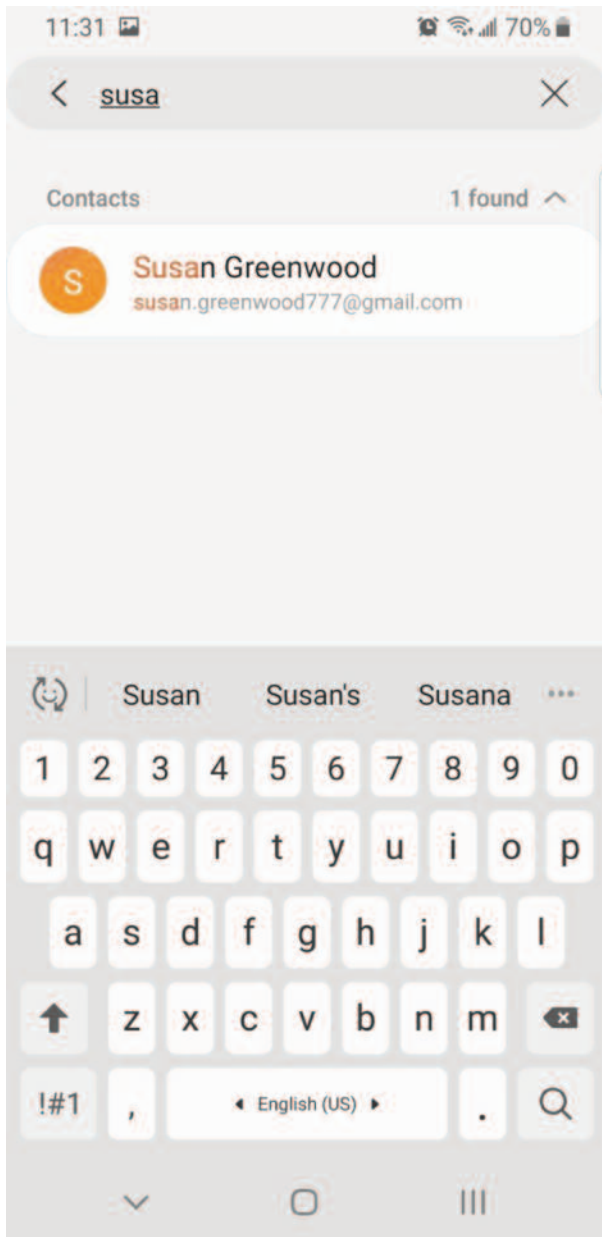 11:31 70%
susa
Contacts 1 found
S
Susan Greenwood
susan.greenwood777@gmail.com
Susan Susan's Susana
1 2 3 4 5 6 7 8 9 0
q w e r t y u i o p
a s d f g h j k l
z x c v b n m
!#1 , English (US) .